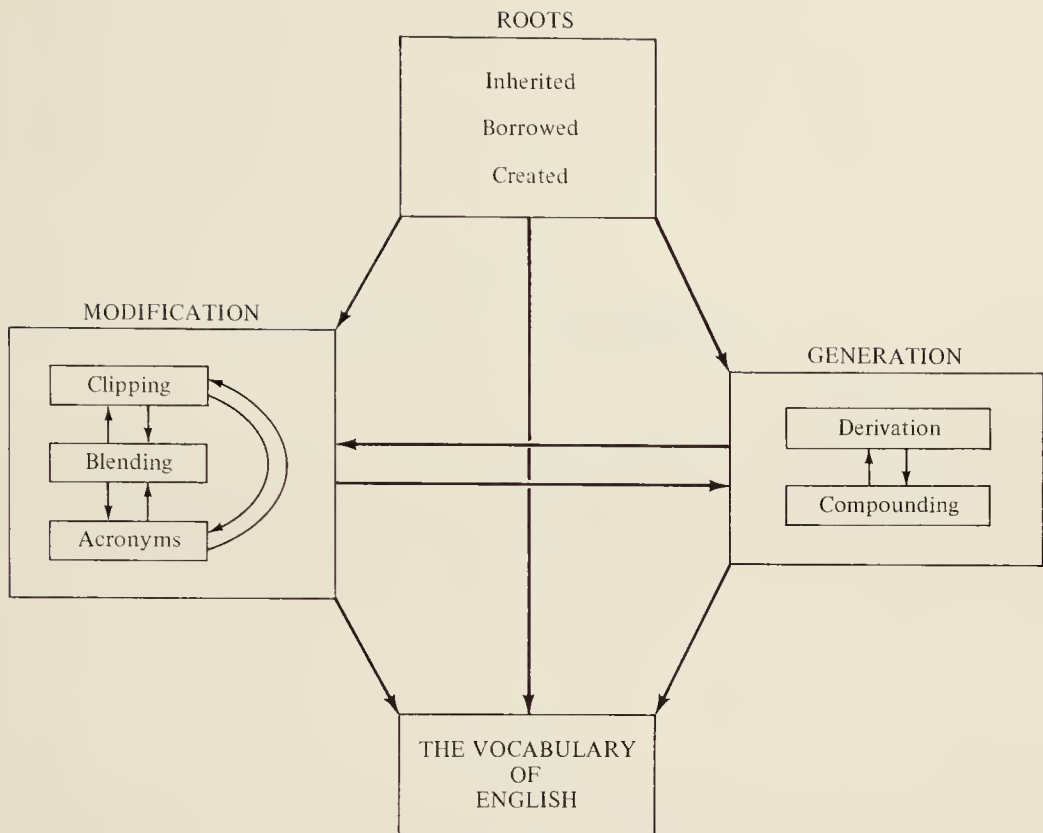 ROOTS
Inherited
Borrowed
Created
MODIFICATION
Clipping
Blending
Acronyms
GENERATION
Derivation
Compounding
THE VOCABULARY
OF
ENGLISH